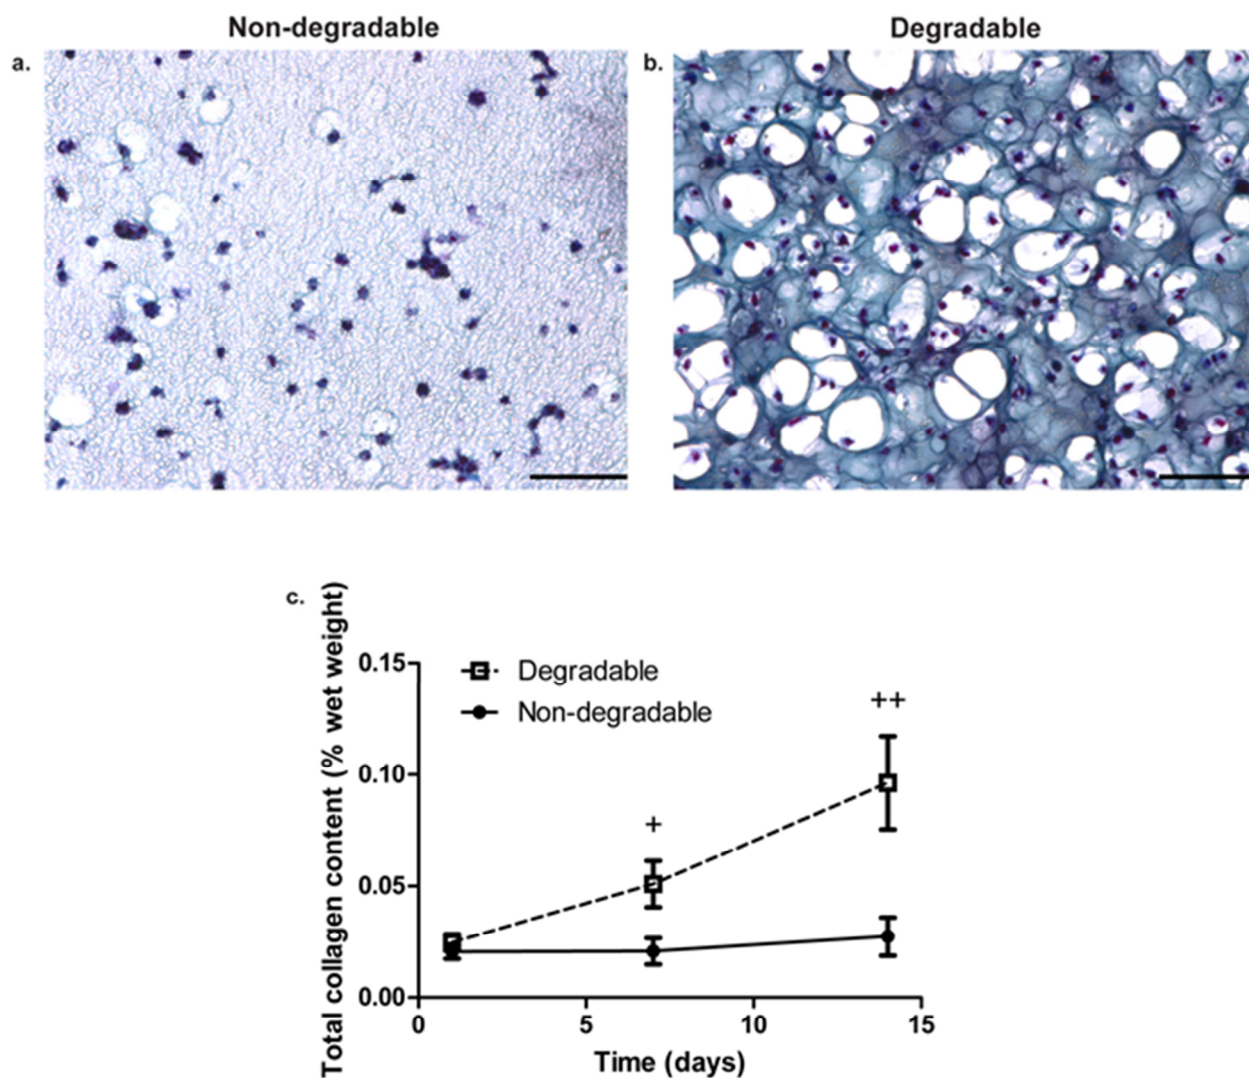 Non-degradable
Degradable
a.
b.
c.
Total collagen content (% wet weight)
0.15
0.10
0.05
0.00
Degradable
Non-degradable
+
++
0
5
10
15
Time (days)